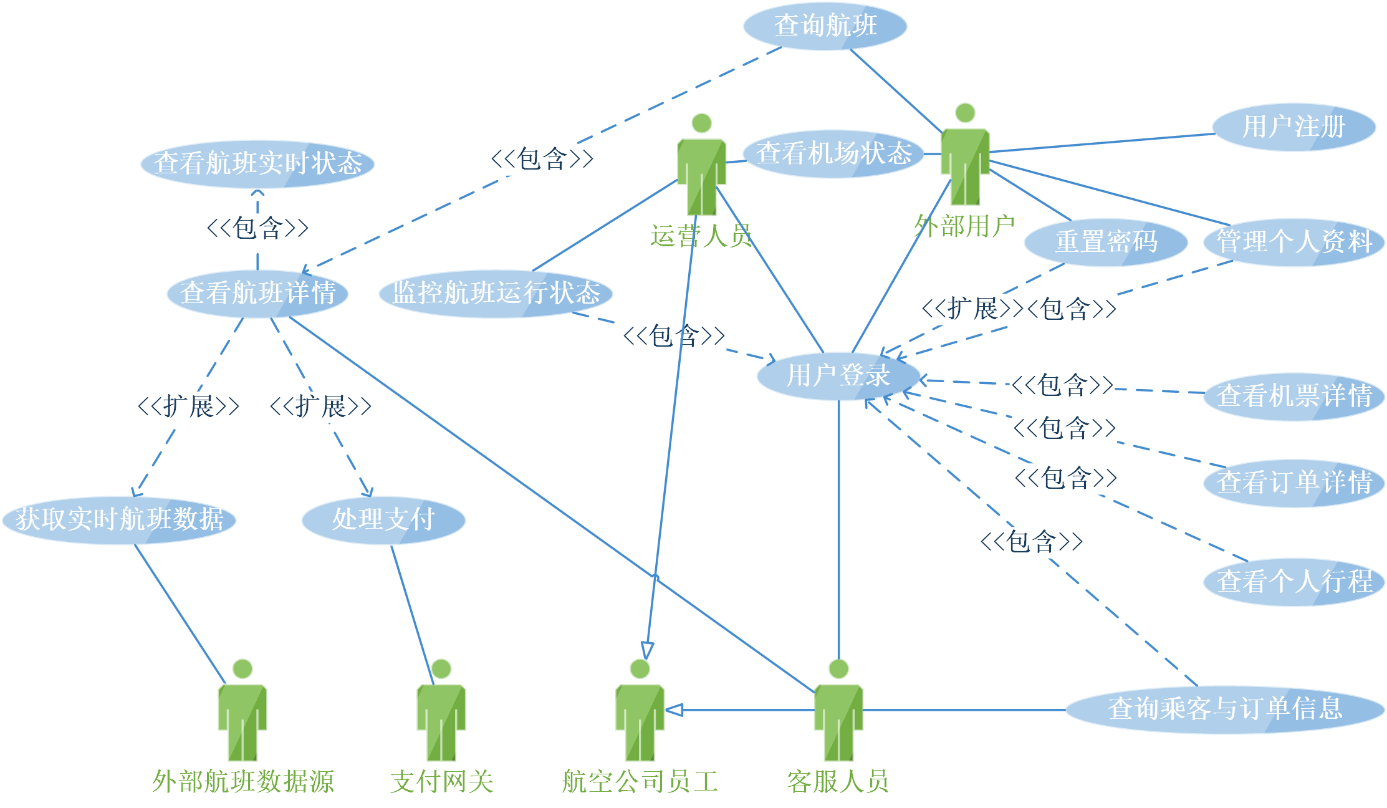 查询航班
用户注册
查看机场状态
<<包含>>
查看航班实时状态
<<包含>>
外部用户
运营人员
重置密码
管理个人资料
查看航班详情
监控航班运行状态
<<扩展>>
<<包含>>
<<包含>>
用户登录
<<包含>>
查看机票详情
<<扩展>>
<<扩展>>
<<包含>>
<<包含>>
查看订单详情
获取实时航班数据
处理支付
<<包含>>
查看个人行程
查询乘客与订单信息
外部航班数据源
支付网关
航空公司员工
客服人员